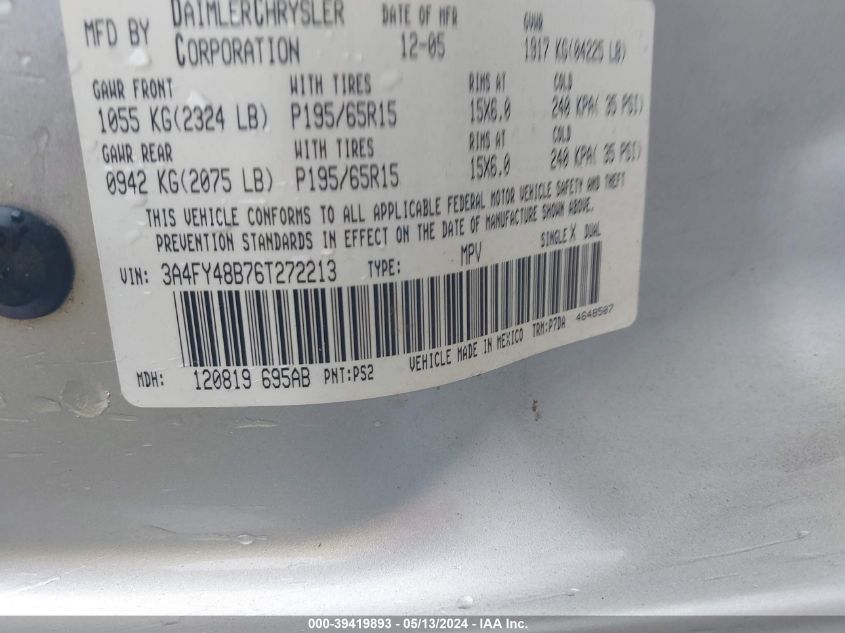 MFD BY DAIMLERCHRYSLER CORPORATION DATE OF MFR 12-05 GVWR 1917 KG(04225 LB)
GAWR FRONT WITH TIRES RIMS AT COLD
1055 KG(2324 LB) P195/65R15 15X6.0 240 KPA( 35 PSI)
GAWR REAR WITH TIRES RIMS AT COLD
0942 KG(2075 LB) P195/65R15 15X6.0 240 KPA( 35 PSI)
THIS VEHICLE CONFORMS TO ALL APPLICABLE FEDERAL MOTOR VEHICLE SAFETY AND THEFT
PREVENTION STANDARDS IN EFFECT ON THE DATE OF MANUFACTURE SHOWN ABOVE.
VIN: 3A4FY48B76T272213 TYPE: MPV SINGLE X DUAL
VEHICLE MADE IN MEXICO TRM:P7DA 4648507
MDH: 120819 695AB PNT:PS2
000-39419893 - 05/13/2024 - IAA Inc.